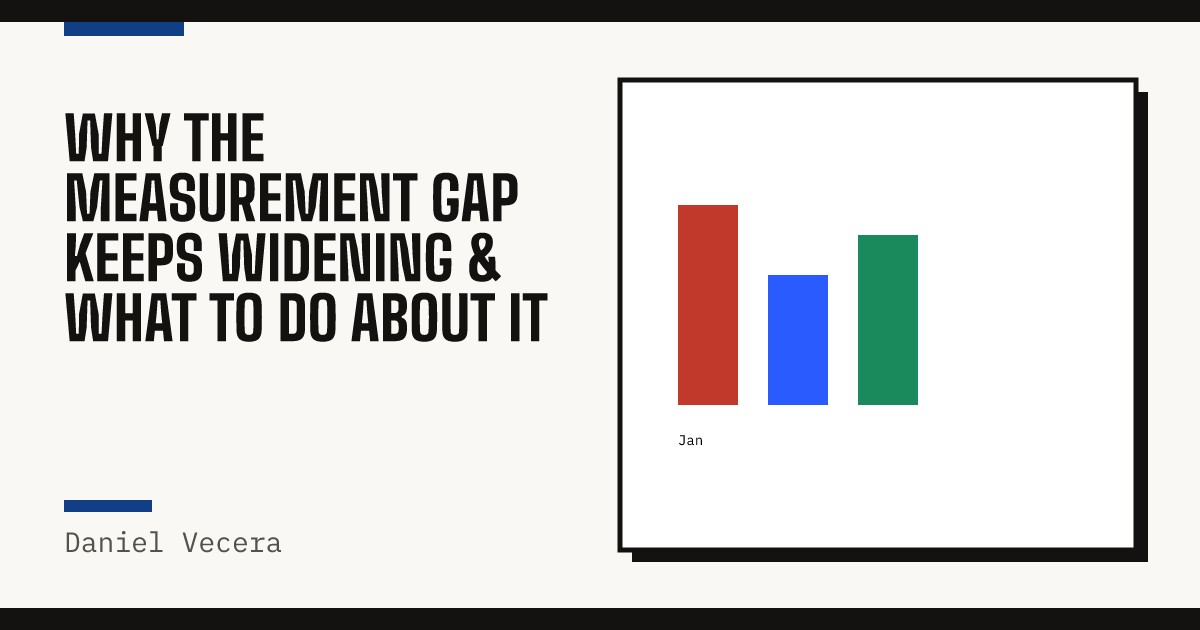 WHY THE
MEASUREMENT GAP
KEEPS WIDENING &
WHAT TO DO ABOUT IT
Jan
Daniel Vecera